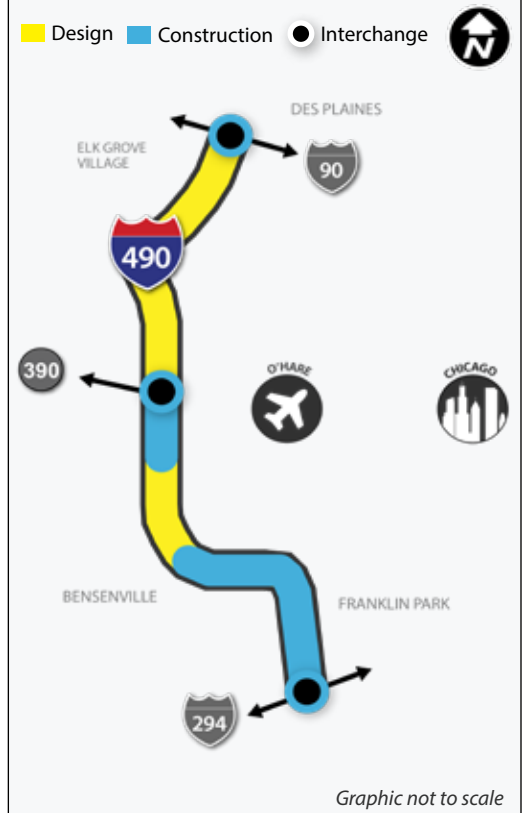 Design Construction Interchange
N
DES PLAINES
ELK GROVE
VILLAGE
90
490
390
O'HARE
CHICAGO
BENSENVILLE
FRANKLIN PARK
294
Graphic not to scale